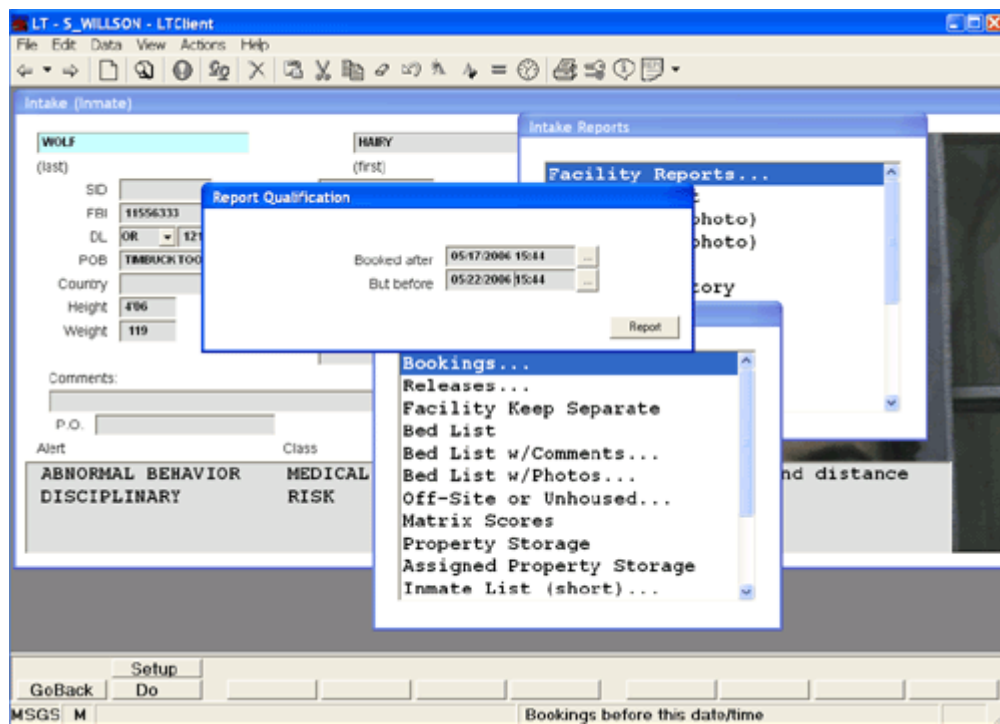 LT - S_WILLSON - LTClient
File Edit Data View Actions Help
Intake (Inmate)
WOLF HAIRY
(last) (first)
SID
FBI 11556333
DL OR 121
POB TIMBUCKTOO
Country
Height 4'06
Weight 119
Comments:
P.O.
Alert Class
ABNORMAL BEHAVIOR MEDICAL nd distance
DISCIPLINARY RISK
Intake Reports
Facility Reports...
hoto)
hoto)
tory
Report Qualification
Booked after 05/17/2006 15:44 ...
But before 05/22/2006 15:44 ...
Report
Bookings...
Releases...
Facility Keep Separate
Bed List
Bed List w/Comments...
Bed List w/Photos...
Off-Site or Unhoused...
Matrix Scores
Property Storage
Assigned Property Storage
Inmate List (short)...
Setup
GoBack Do
MSGS M Bookings before this date/time